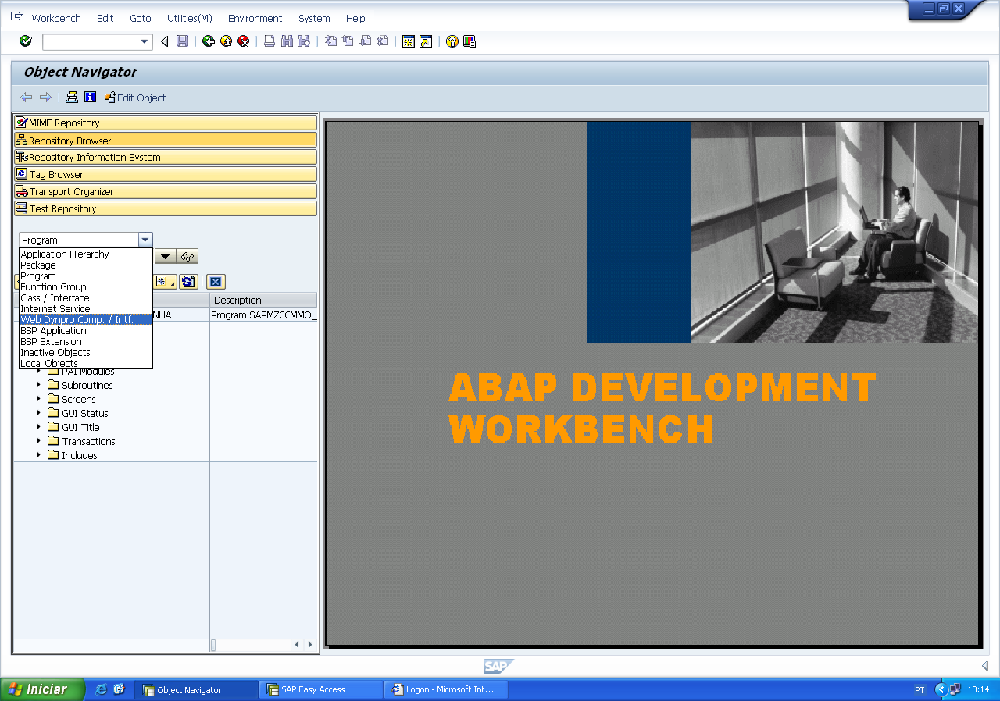 Workbench Edit Goto Utilities(M) Environment System Help
Object Navigator
Edit Object
MIME Repository
Repository Browser
Repository Information System
Tag Browser
Transport Organizer
Test Repository
Program
Application Hierarchy
Package
Program
Function Group
Class / Interface
Internet Service
Web Dynpro Comp. / Intf.
BSP Application
BSP Extension
Inactive Objects
Local Objects
Description
NHA Program SAPMZCCMMO_
PAI Modules
Subroutines
Screens
GUI Status
GUI Title
Transactions
Includes
ABAP DEVELOPMENT
WORKBENCH
SAP
Iniciar Object Navigator SAP Easy Access Logon - Microsoft Int... PT 10:14